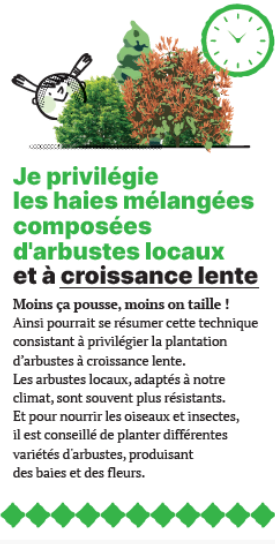 Je privilégie
les haies mélangées
composées
d'arbustes locaux
et à croissance lente
Moins ça pousse, moins on taille !
Ainsi pourrait se résumer cette technique
consistant à privilégier la plantation
d'arbustes à croissance lente.
Les arbustes locaux, adaptés à notre
climat, sont souvent plus résistants.
Et pour nourrir les oiseaux et insectes,
il est conseillé de planter différentes
variétés d'arbustes, produisant
des baies et des fleurs.